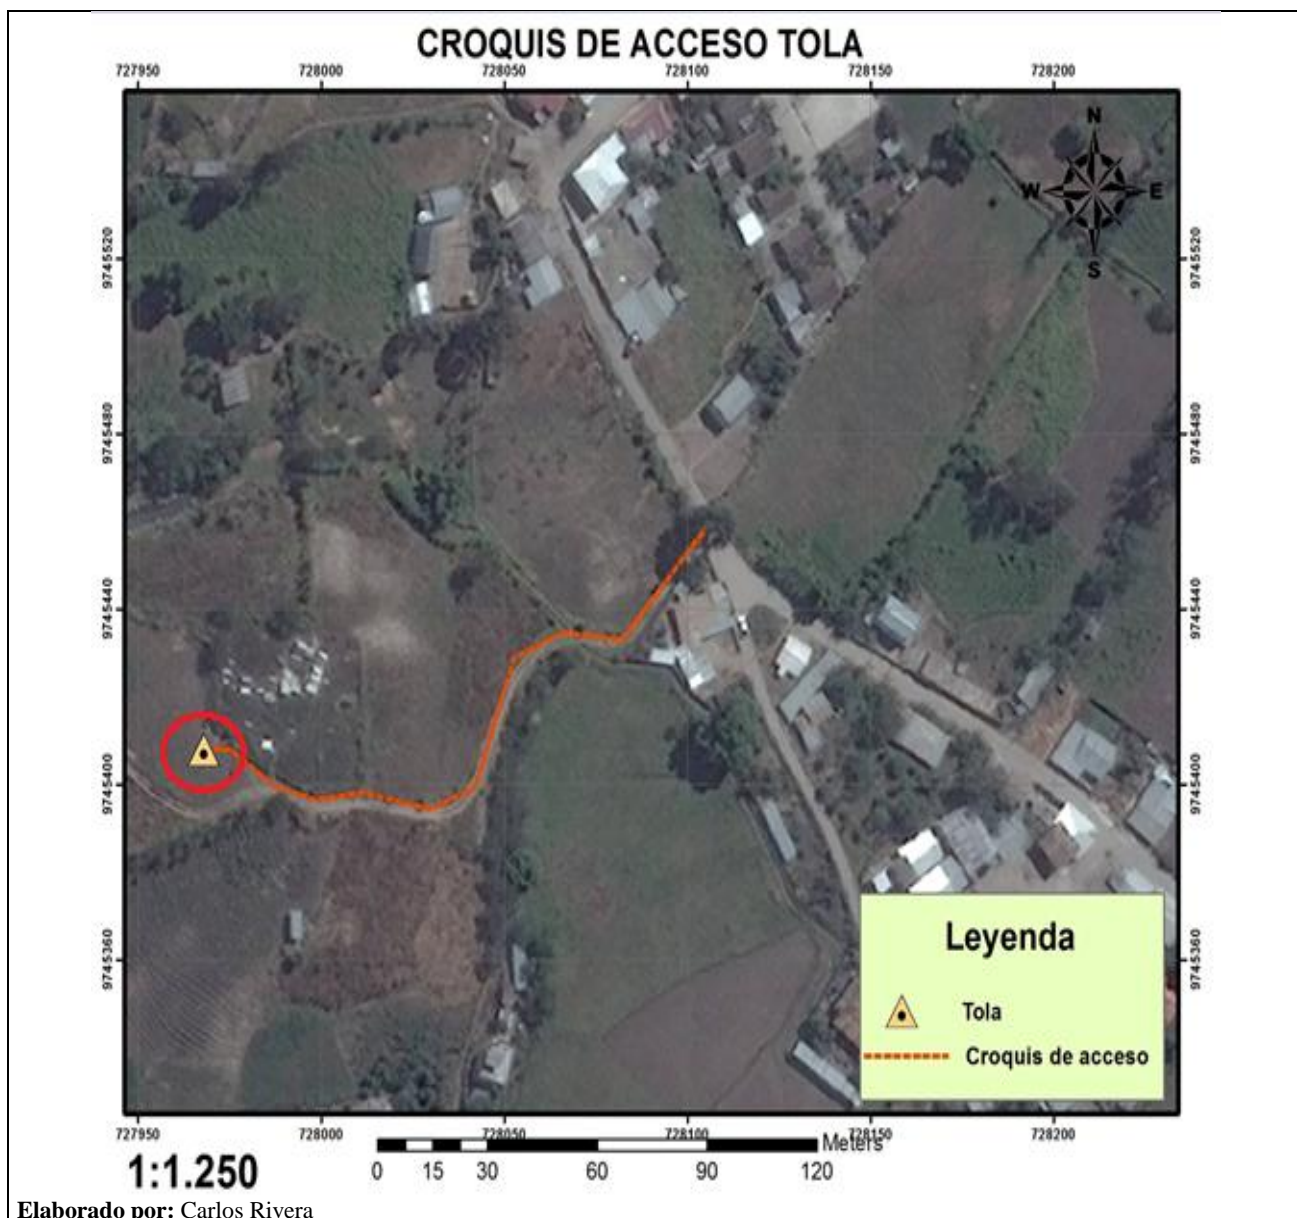 CROQUIS DE ACCESO TOLA
727950 728000 728050 728100 728150 728200
N
W E
S
9745520 9745520
9745480 9745480
9745440 9745440
9745400 9745400
9745360 9745360
Leyenda
Tola
Croquis de acceso
727950 728000 728050 728100 728150 728200
Meters
1:1.250
0 15 30 60 90 120
Elaborado por: Carlos Rivera